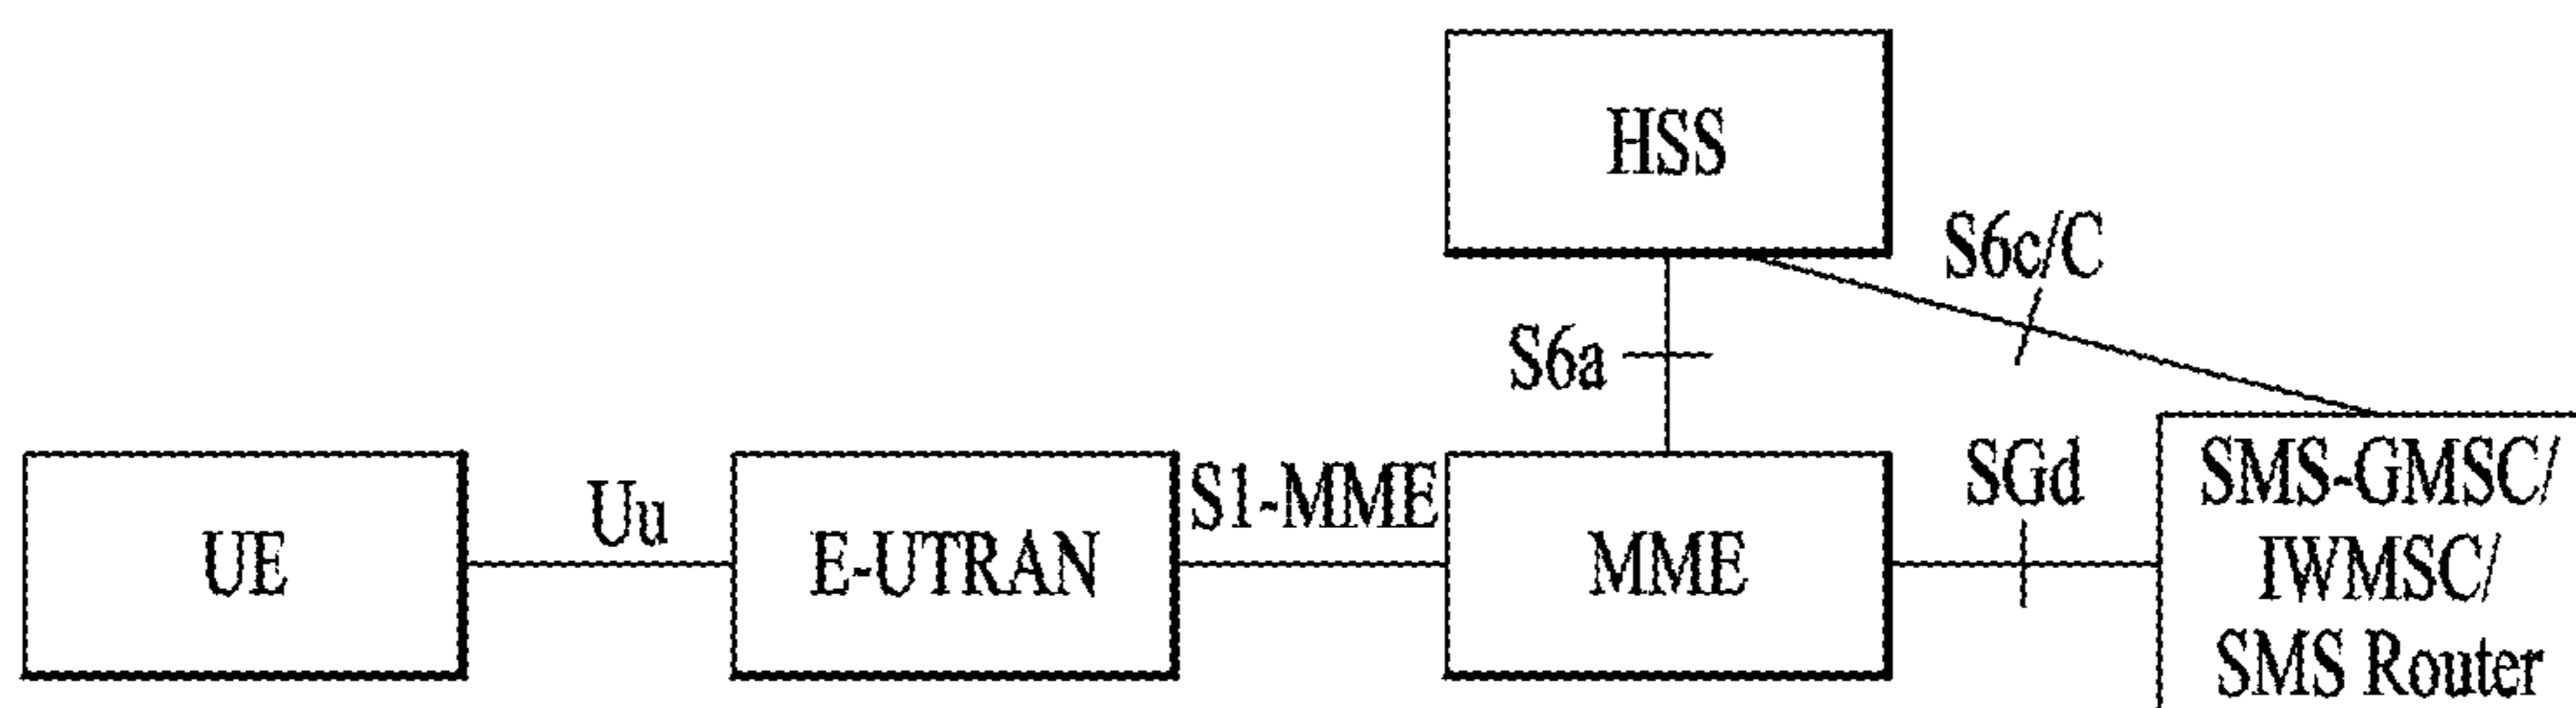 HSS
S6c/C
S6a
UE
Uu
E-UTRAN
S1-MME
MME
SGd
SMS-GMSC/
IWMSC/
SMS Router